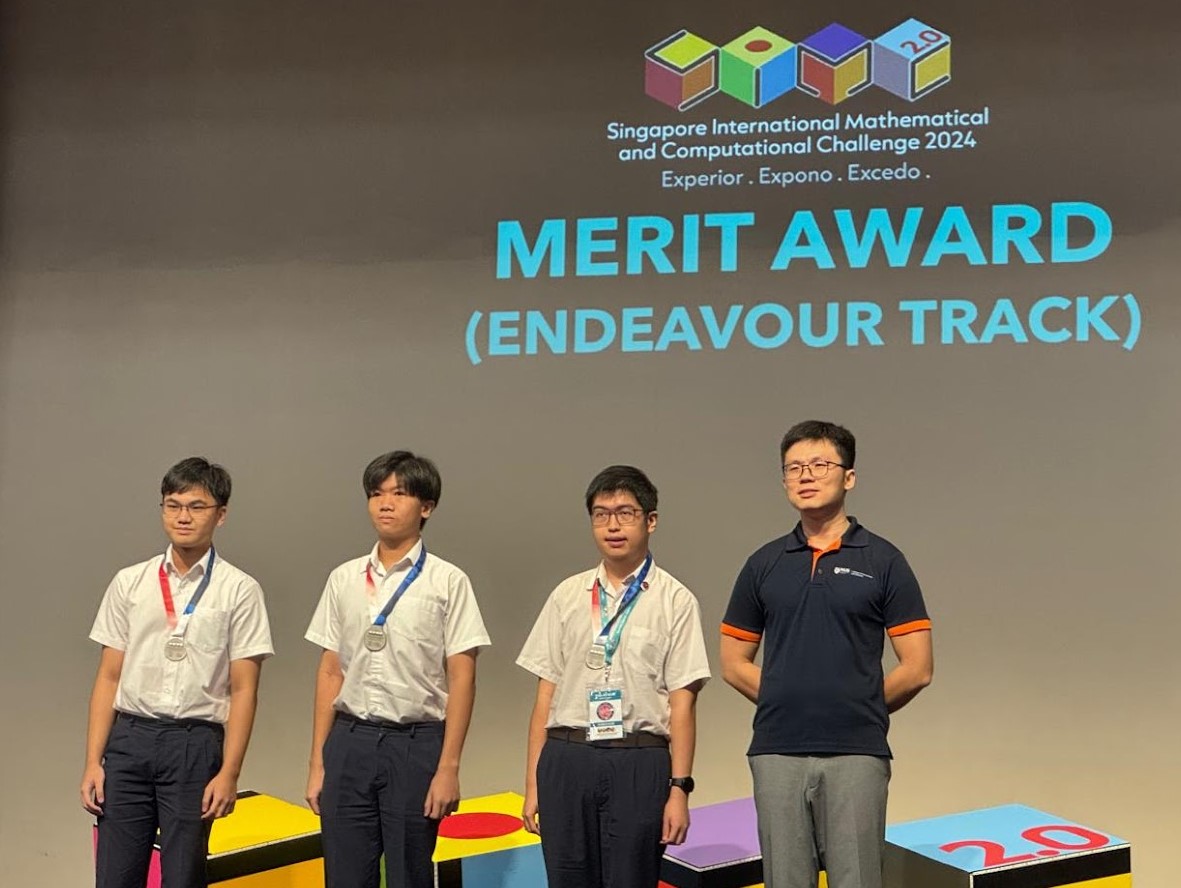 2.0
Singapore International Mathematical
and Computational Challenge 2024
Experior . Expono . Excedo .
MERIT AWARD
(ENDEAVOUR TRACK)
2.0